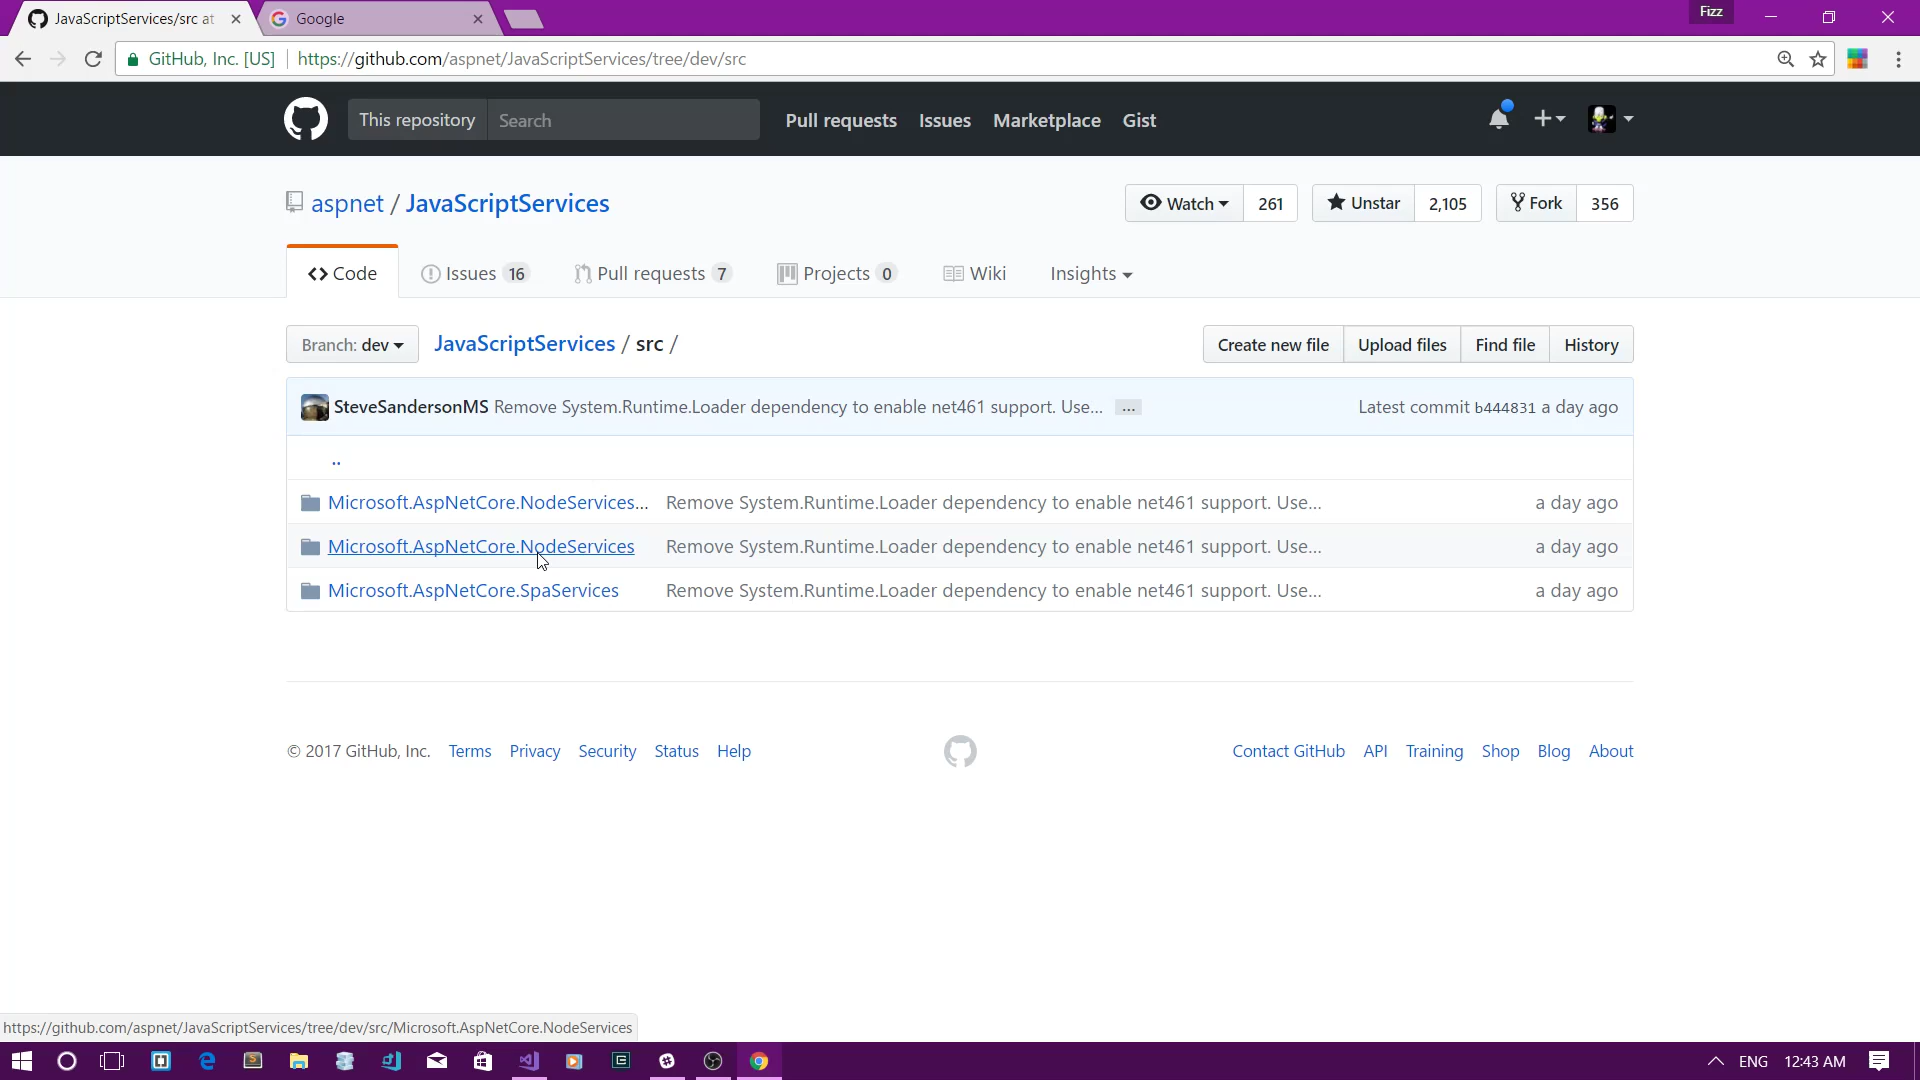 JavaScriptServices/src at
Google
Fizz
GitHub, Inc. [US]
https://github.com/aspnet/JavaScriptServices/tree/dev/src
This repository
Search
Pull requests
Issues
Marketplace
Gist
aspnet / JavaScriptServices
Watch
261
Unstar
2,105
Fork
356
Code
Issues 16
Pull requests 7
Projects 0
Wiki
Insights
Branch: dev
JavaScriptServices / src /
Create new file
Upload files
Find file
History
SteveSandersonMS Remove System.Runtime.Loader dependency to enable net461 support. Use... …
Latest commit b444831 a day ago
..
Microsoft.AspNetCore.NodeServices... Remove System.Runtime.Loader dependency to enable net461 support. Use... a day ago
Microsoft.AspNetCore.NodeServices Remove System.Runtime.Loader dependency to enable net461 support. Use... a day ago
Microsoft.AspNetCore.SpaServices Remove System.Runtime.Loader dependency to enable net461 support. Use... a day ago
© 2017 GitHub, Inc.
Terms
Privacy
Security
Status
Help
Contact GitHub
API
Training
Shop
Blog
About
https://github.com/aspnet/JavaScriptServices/tree/dev/src/Microsoft.AspNetCore.NodeServices
ENG
12:43 AM